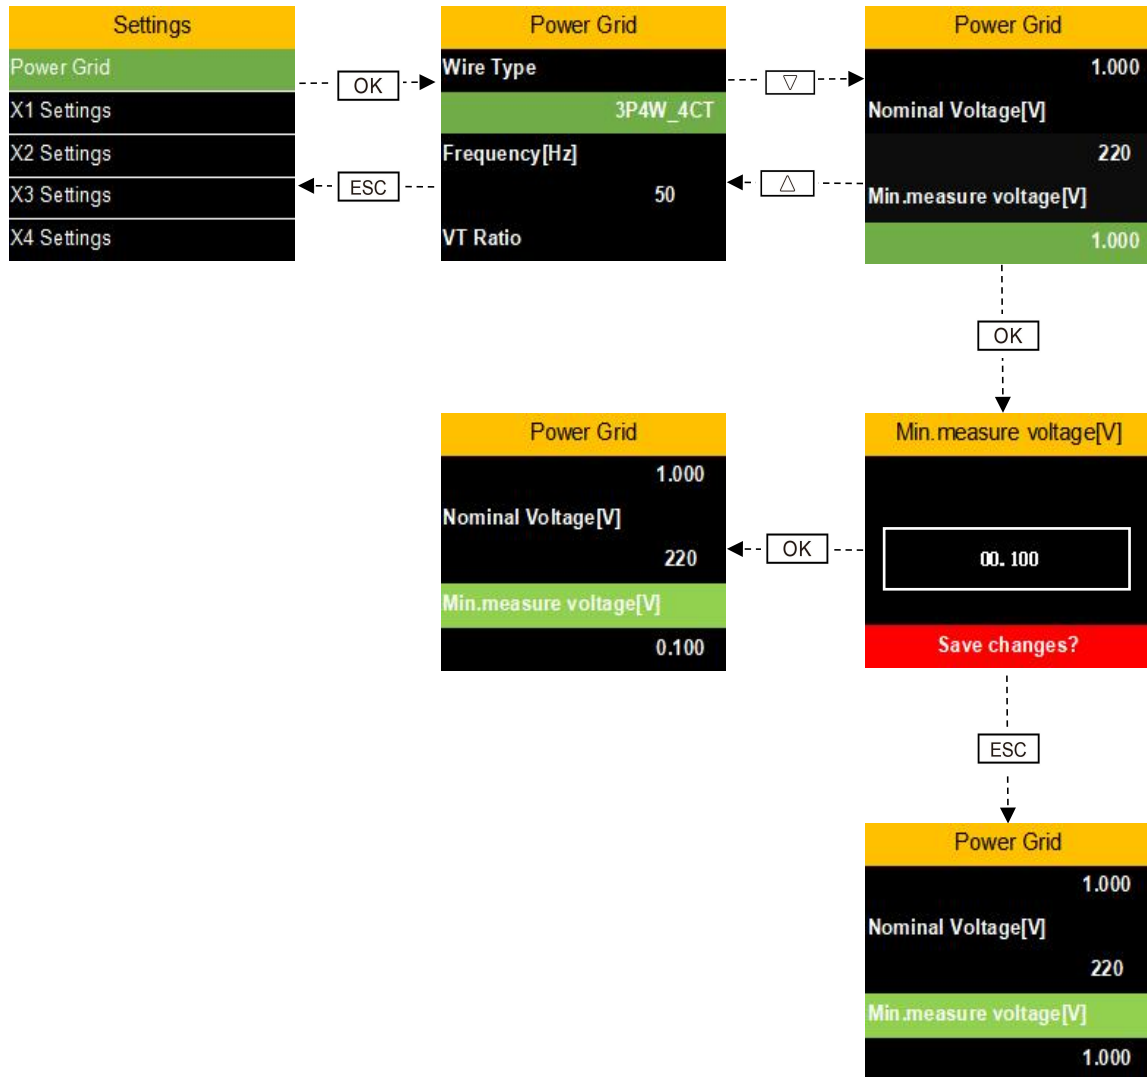 Settings
Power Grid
X1 Settings
X2 Settings
X3 Settings
X4 Settings
OK
ESC
Power Grid
Wire Type
3P4W_4CT
Frequency[Hz]
50
VT Ratio
▽
△
Power Grid
1.000
Nominal Voltage[V]
220
Min.measure voltage[V]
1.000
OK
Min.measure voltage[V]
00.100
Save changes?
OK
Power Grid
1.000
Nominal Voltage[V]
220
Min.measure voltage[V]
0.100
ESC
Power Grid
1.000
Nominal Voltage[V]
220
Min.measure voltage[V]
1.000